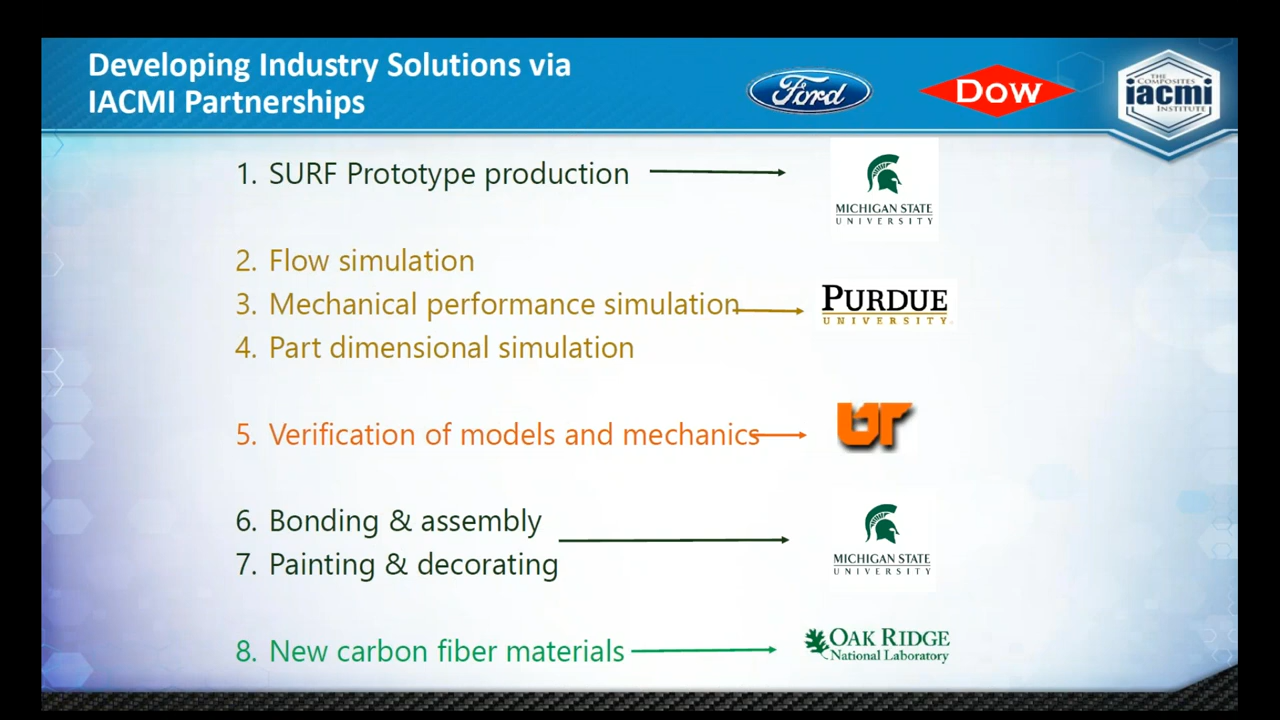 Developing Industry Solutions via
IACMI Partnerships
Ford
Dow
THE
COMPOSITES
iacmi
INSTITUTE
1. SURF Prototype production
MICHIGAN STATE
UNIVERSITY
2. Flow simulation
3. Mechanical performance simulation
4. Part dimensional simulation
PURDUE
UNIVERSITY
5. Verification of models and mechanics
UT
6. Bonding & assembly
7. Painting & decorating
MICHIGAN STATE
UNIVERSITY
8. New carbon fiber materials
OAK RIDGE
National Laboratory